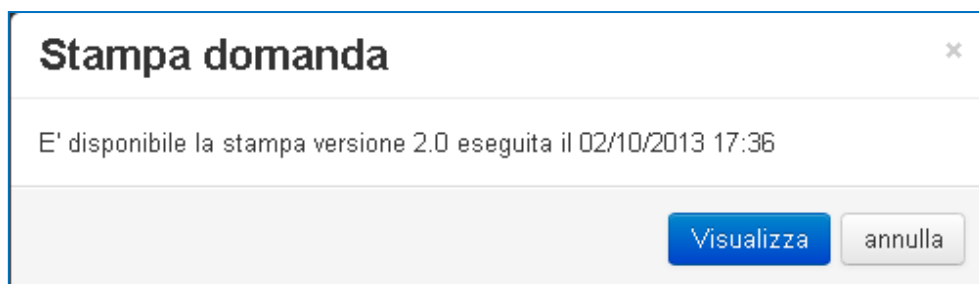 Stampa domanda
×
E' disponibile la stampa versione 2.0 eseguita il 02/10/2013 17:36
Visualizza annulla